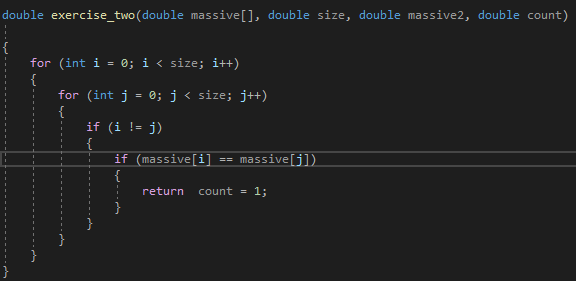 double exercise_two(double massive[], double size, double massive2, double count)
{
for (int i = 0; i < size; i++)
{
for (int j = 0; j < size; j++)
{
if (i != j)
{
if (massive[i] == massive[j])
{
return  count = 1;
}
}
}
}
}